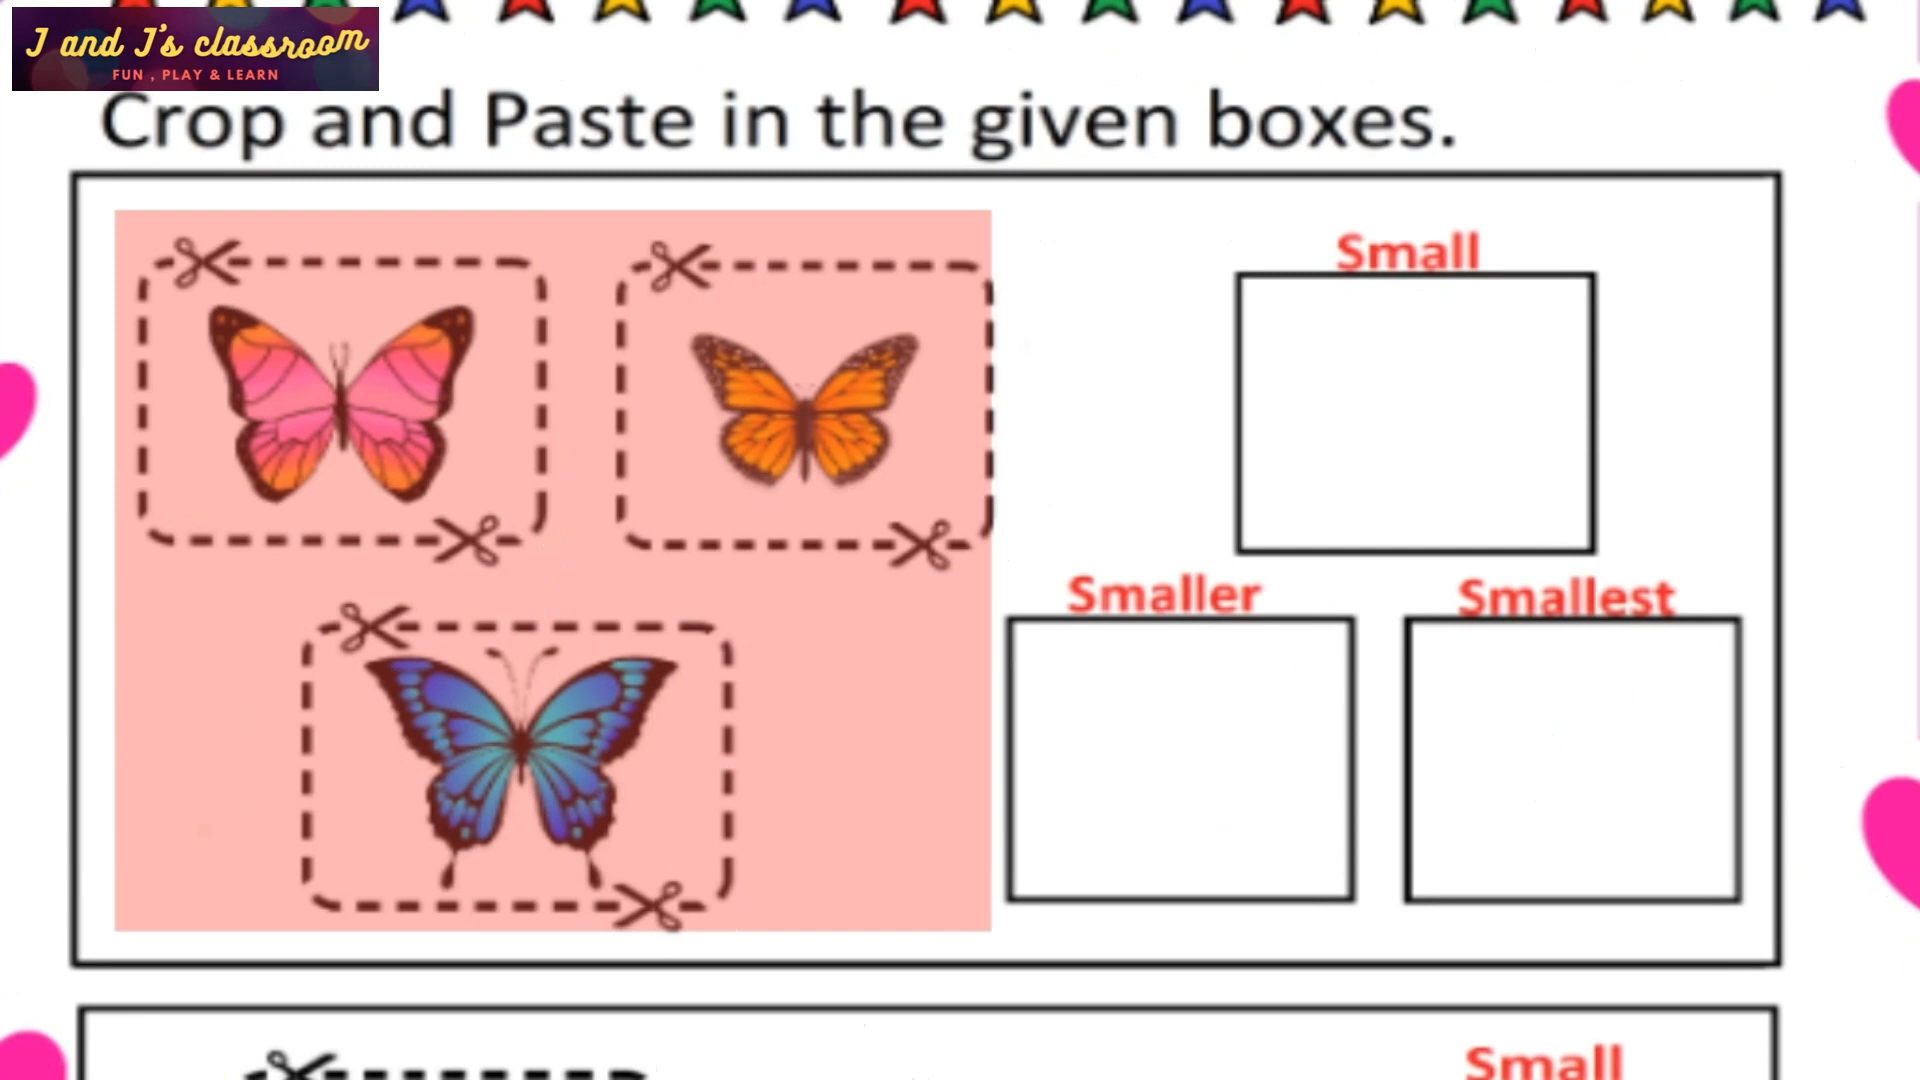 J and J's classroom
FUN , PLAY & LEARN
Crop and Paste in the given boxes.
Small
Smaller
Smallest
Small